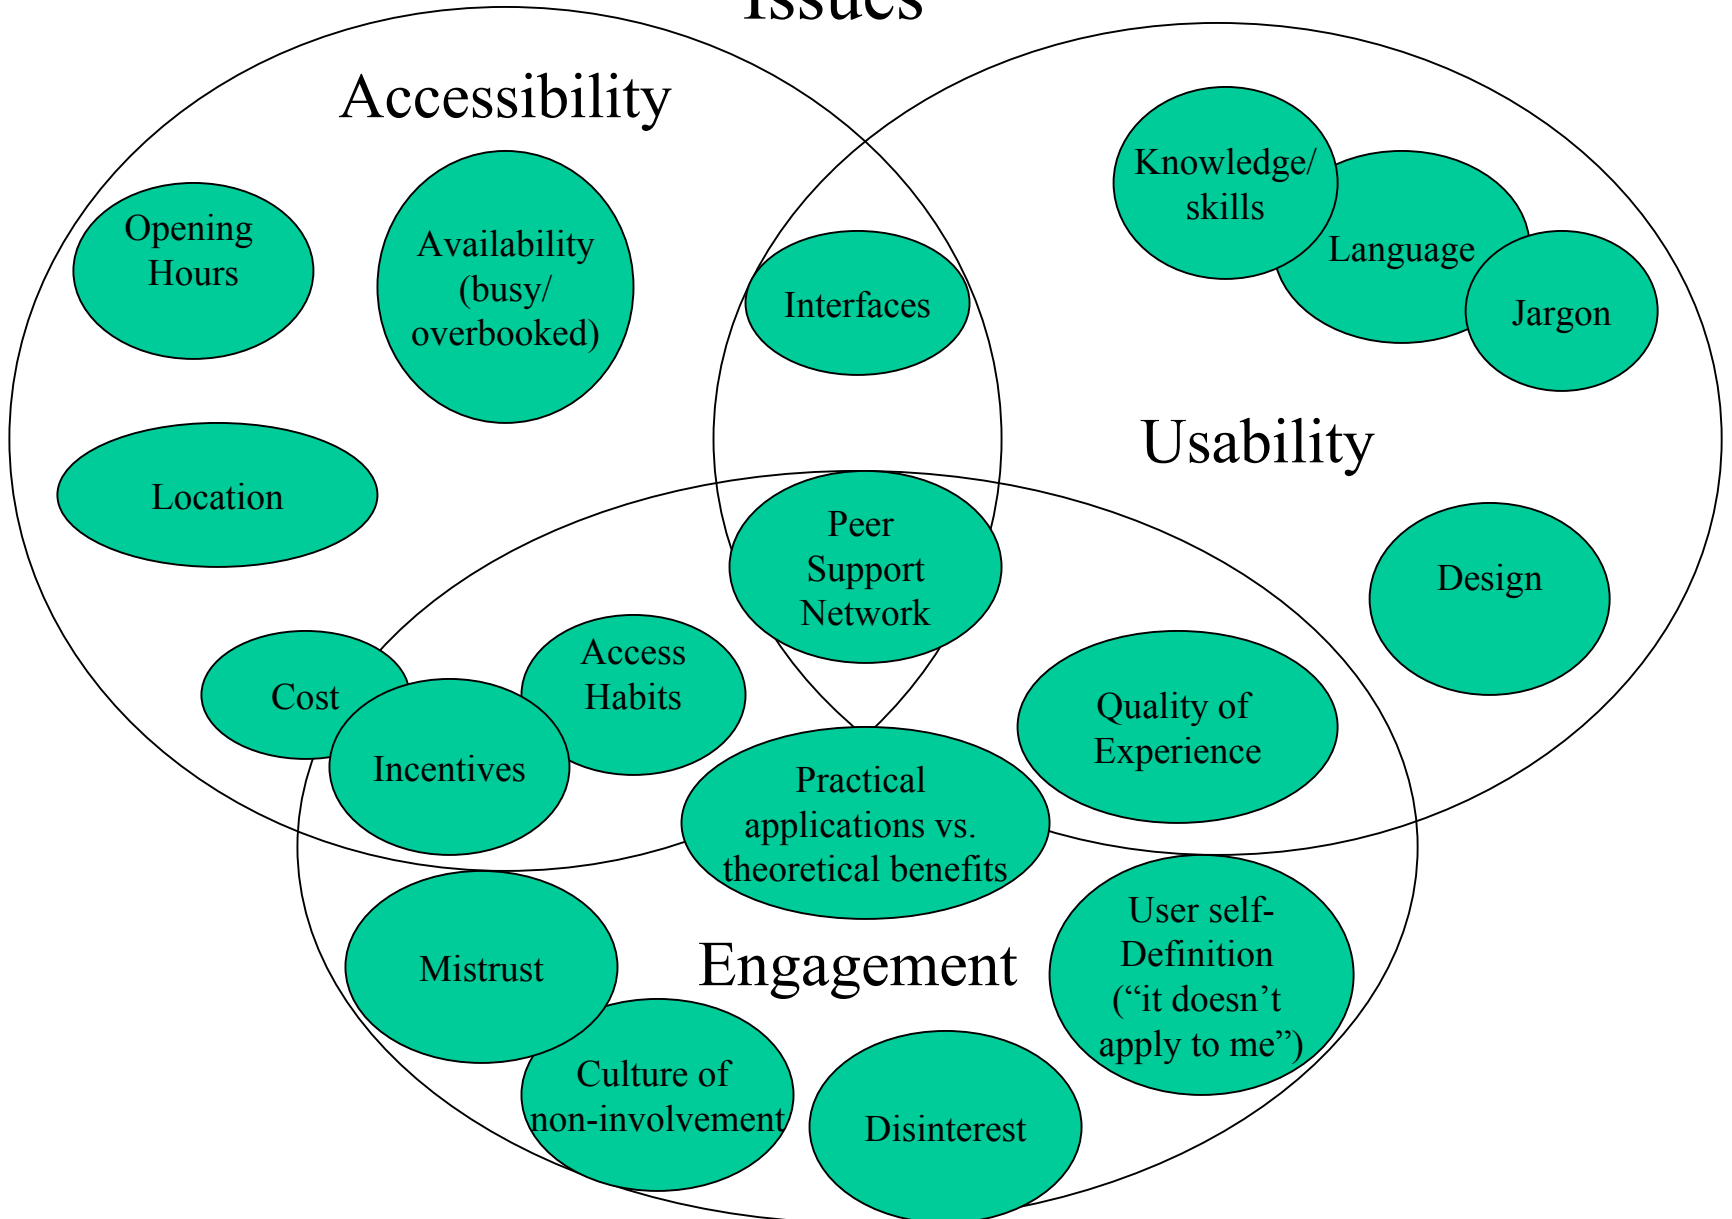 Issues
Accessibility
Opening
Hours
Availability
(busy/
overbooked)
Location
Interfaces
Knowledge/
skills
Language
Jargon
Usability
Design
Peer
Support
Network
Cost
Incentives
Access
Habits
Quality of
Experience
Practical
applications vs.
theoretical benefits
Engagement
Mistrust
Culture of
non-involvement
Disinterest
User self-
Definition
(“it doesn’t
apply to me”)